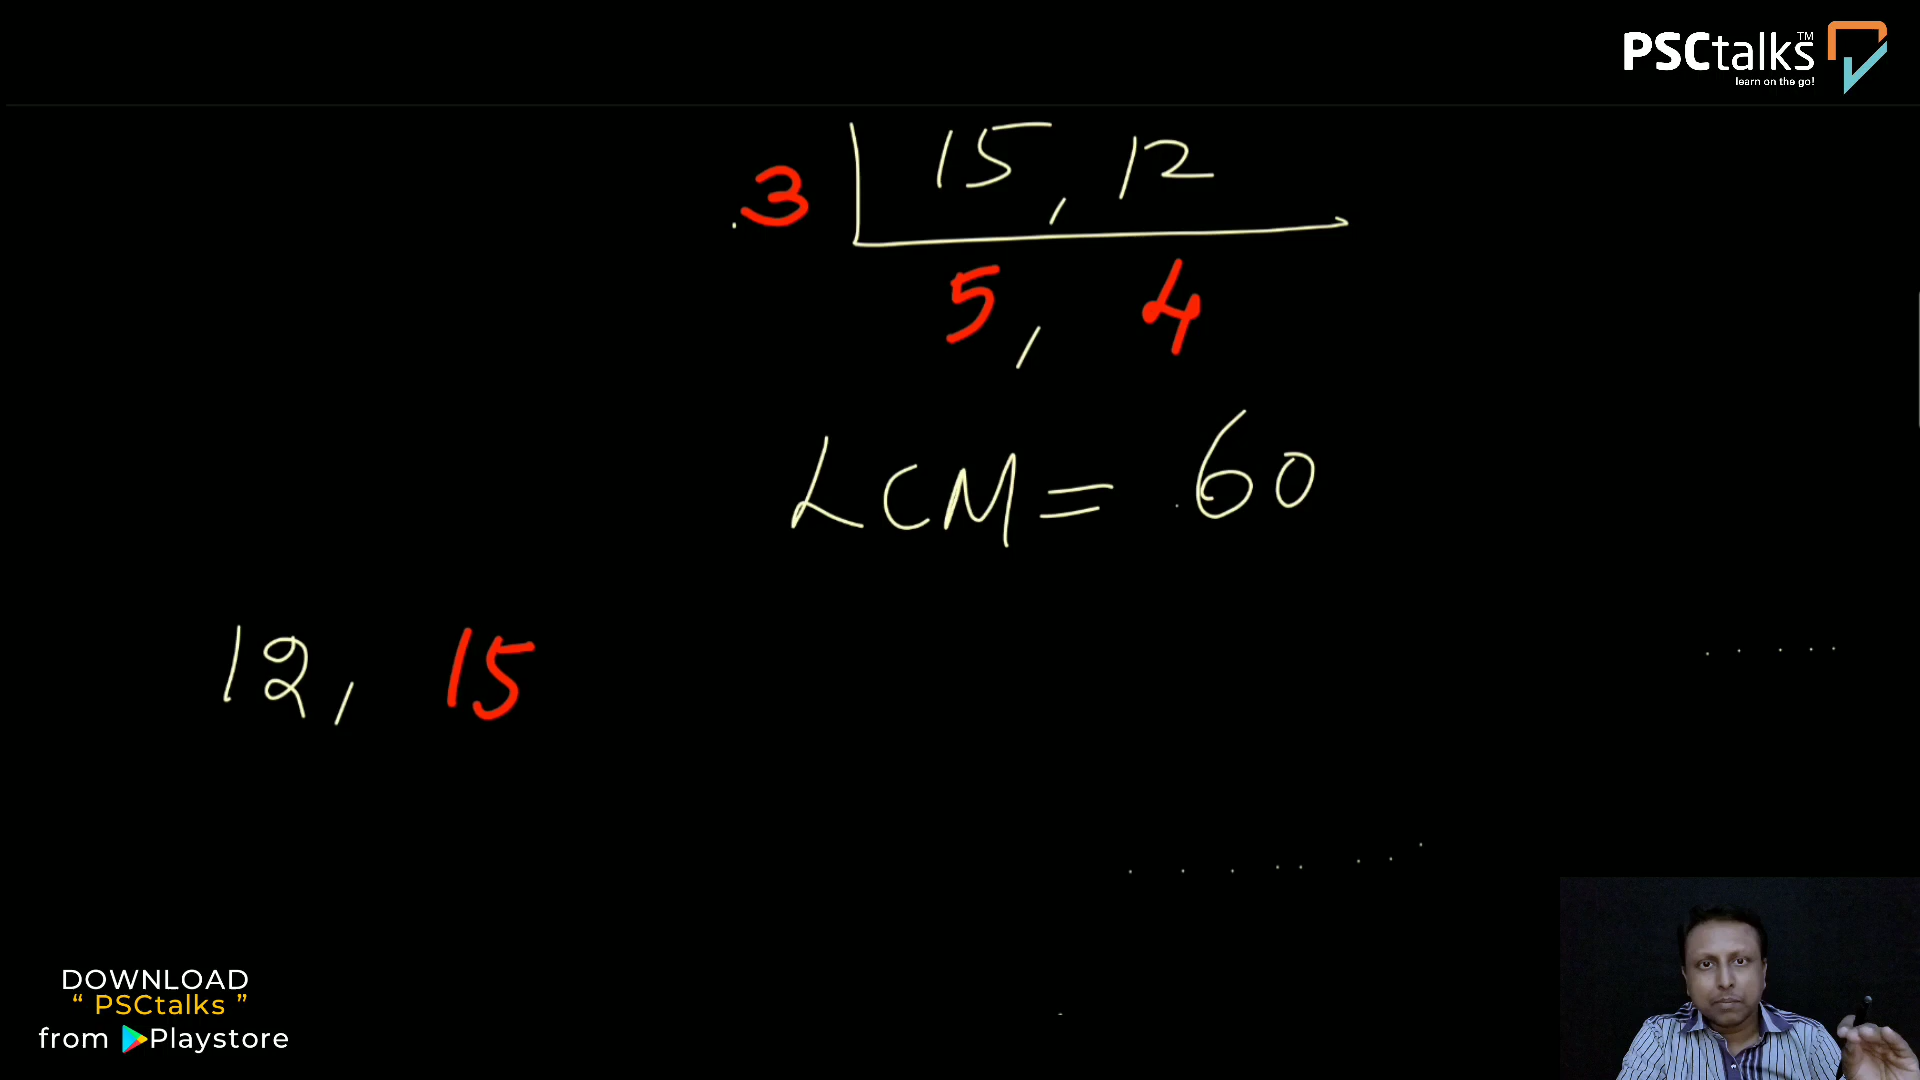 PSCtalks™
learn on the go!
3 | 15, 12
5, 4
LCM = 60
12, 15
DOWNLOAD
“ PSCtalks ”
from Playstore